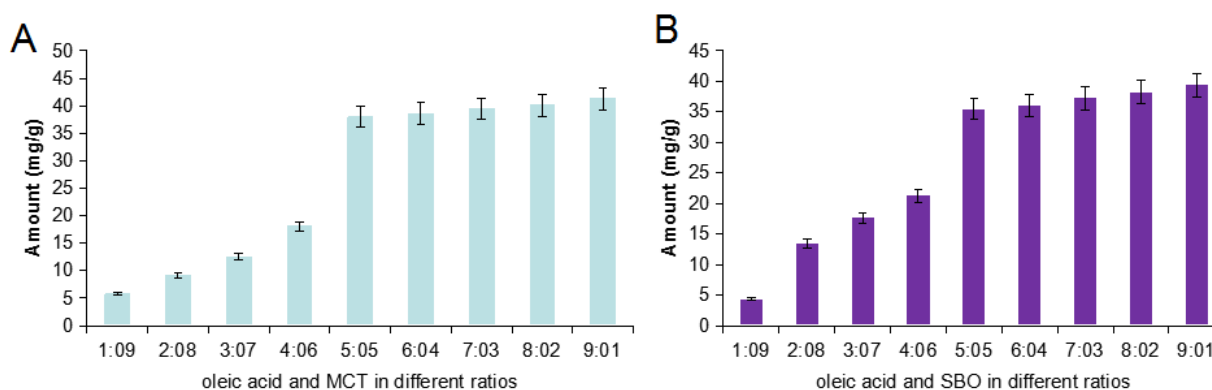 A
Amount (mg/g)
50
45
40
35
30
25
20
15
10
5
0
1:09 2:08 3:07 4:06 5:05 6:04 7:03 8:02 9:01
oleic acid and MCT in different ratios
B
Amount (mg/g)
45
40
35
30
25
20
15
10
5
0
1:09 2:08 3:07 4:06 5:05 6:04 7:03 8:02 9:01
oleic acid and SBO in different ratios